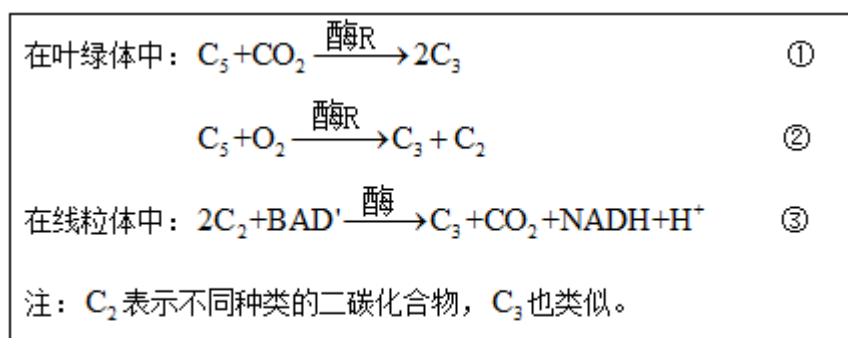 在叶绿体中：C₅+CO₂ —酶R→ 2C₃ ①
C₅+O₂ —酶R→ C₃+C₂ ②
在线粒体中：2C₂+BAD' —酶→ C₃+CO₂+NADH+H⁺ ③
注：C₂表示不同种类的二碳化合物，C₃也类似。